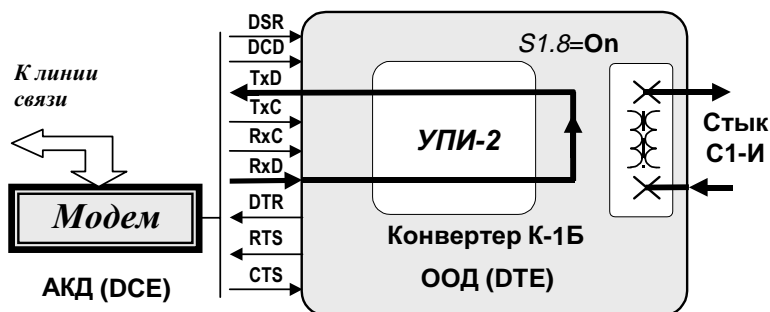 К линии
связи
Модем
АКД (DCE)
DSR
DCD
TxD
TxC
RxC
RxD
DTR
RTS
CTS
S1.8=On
УПИ-2
Конвертер К-1Б
ООД (DTE)
Стык
С1-И